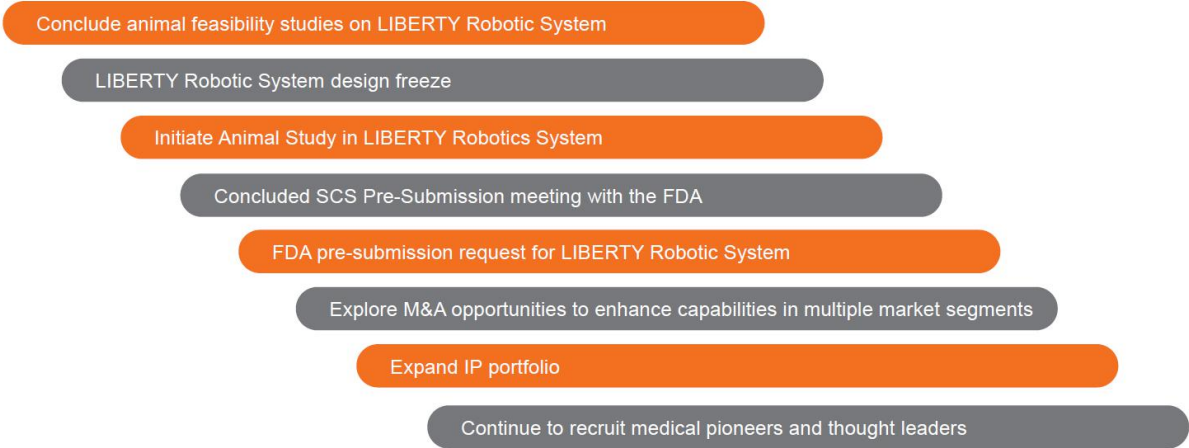 Conclude animal feasibility studies on LIBERTY Robotic System
LIBERTY Robotic System design freeze
Initiate Animal Study in LIBERTY Robotics System
Concluded SCS Pre-Submission meeting with the FDA
FDA pre-submission request for LIBERTY Robotic System
Explore M&A opportunities to enhance capabilities in multiple market segments
Expand IP portfolio
Continue to recruit medical pioneers and thought leaders